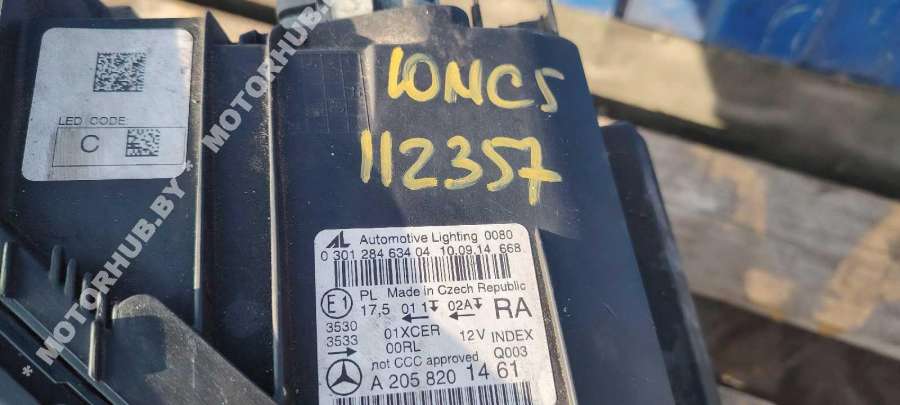 LED CODE:
C
10MC5
112357
AL Automotive Lighting 0080
0 301 284 634 04 10.09.14 668
E1 PL Made in Czech Republic
17,5 01 1 02A RA
3530 01XCER 12V INDEX
3533 00RL Q003
not CCC approved
A 205 820 1461
MOTORHUB.BY * MOTORHUB.BY * MOTORHUB